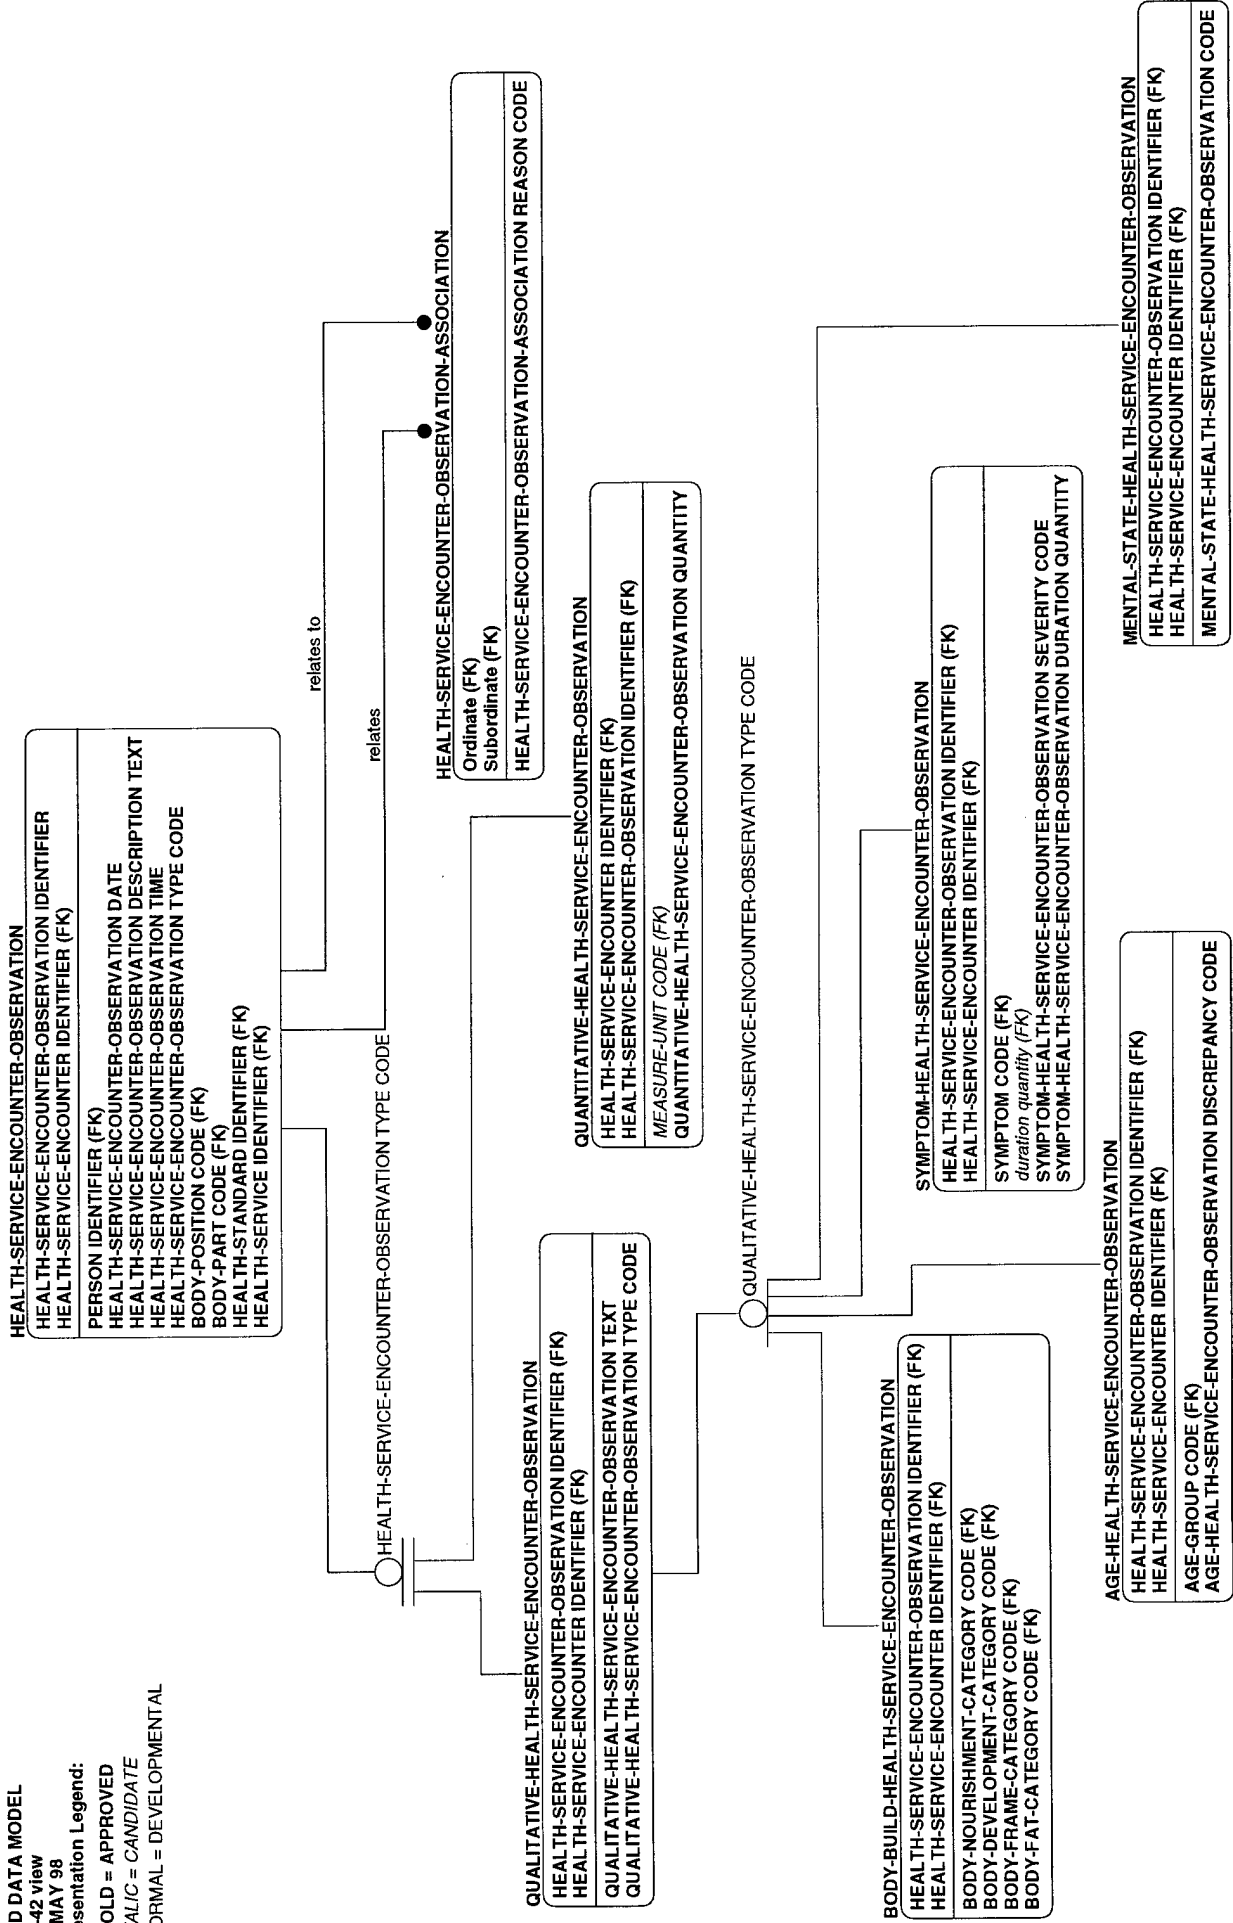 D DATA MODEL
-42 view
MAY 98
sentation Legend:
OLD = APPROVED
ALIC = CANDIDATE
ORMAL = DEVELOPMENTAL
HEALTH-SERVICE-ENCOUNTER-OBSERVATION
HEALTH-SERVICE-ENCOUNTER-OBSERVATION IDENTIFIER
HEALTH-SERVICE-ENCOUNTER IDENTIFIER (FK)
PERSON IDENTIFIER (FK)
HEALTH-SERVICE-ENCOUNTER-OBSERVATION DATE
HEALTH-SERVICE-ENCOUNTER-OBSERVATION DESCRIPTION TEXT
HEALTH-SERVICE-ENCOUNTER-OBSERVATION TIME
HEALTH-SERVICE-ENCOUNTER-OBSERVATION TYPE CODE
BODY-POSITION CODE (FK)
BODY-PART CODE (FK)
HEALTH-STANDARD IDENTIFIER (FK)
HEALTH-SERVICE IDENTIFIER (FK)
relates to
relates
HEALTH-SERVICE-ENCOUNTER-OBSERVATION TYPE CODE
HEALTH-SERVICE-ENCOUNTER-OBSERVATION-ASSOCIATION
Ordinate (FK)
Subordinate (FK)
HEALTH-SERVICE-ENCOUNTER-OBSERVATION-ASSOCIATION REASON CODE
QUALITATIVE-HEALTH-SERVICE-ENCOUNTER-OBSERVATION
HEALTH-SERVICE-ENCOUNTER-OBSERVATION IDENTIFIER (FK)
HEALTH-SERVICE-ENCOUNTER IDENTIFIER (FK)
QUALITATIVE-HEALTH-SERVICE-ENCOUNTER-OBSERVATION TEXT
QUALITATIVE-HEALTH-SERVICE-ENCOUNTER-OBSERVATION TYPE CODE
QUANTITATIVE-HEALTH-SERVICE-ENCOUNTER-OBSERVATION
HEALTH-SERVICE-ENCOUNTER IDENTIFIER (FK)
HEALTH-SERVICE-ENCOUNTER-OBSERVATION IDENTIFIER (FK)
MEASURE-UNIT CODE (FK)
QUANTITATIVE-HEALTH-SERVICE-ENCOUNTER-OBSERVATION QUANTITY
QUALITATIVE-HEALTH-SERVICE-ENCOUNTER-OBSERVATION TYPE CODE
BODY-BUILD-HEALTH-SERVICE-ENCOUNTER-OBSERVATION
HEALTH-SERVICE-ENCOUNTER-OBSERVATION IDENTIFIER (FK)
HEALTH-SERVICE-ENCOUNTER IDENTIFIER (FK)
BODY-NOURISHMENT-CATEGORY CODE (FK)
BODY-DEVELOPMENT-CATEGORY CODE (FK)
BODY-FRAME-CATEGORY CODE (FK)
BODY-FAT-CATEGORY CODE (FK)
SYMPTOM-HEALTH-SERVICE-ENCOUNTER-OBSERVATION
HEALTH-SERVICE-ENCOUNTER-OBSERVATION IDENTIFIER (FK)
HEALTH-SERVICE-ENCOUNTER IDENTIFIER (FK)
SYMPTOM CODE (FK)
duration quantity (FK)
SYMPTOM-HEALTH-SERVICE-ENCOUNTER-OBSERVATION SEVERITY CODE
SYMPTOM-HEALTH-SERVICE-ENCOUNTER-OBSERVATION DURATION QUANTITY
AGE-HEALTH-SERVICE-ENCOUNTER-OBSERVATION
HEALTH-SERVICE-ENCOUNTER-OBSERVATION IDENTIFIER (FK)
HEALTH-SERVICE-ENCOUNTER IDENTIFIER (FK)
AGE-GROUP CODE (FK)
AGE-HEALTH-SERVICE-ENCOUNTER-OBSERVATION DISCREPANCY CODE
MENTAL-STATE-HEALTH-SERVICE-ENCOUNTER-OBSERVATION
HEALTH-SERVICE-ENCOUNTER-OBSERVATION IDENTIFIER (FK)
HEALTH-SERVICE-ENCOUNTER IDENTIFIER (FK)
MENTAL-STATE-HEALTH-SERVICE-ENCOUNTER-OBSERVATION CODE